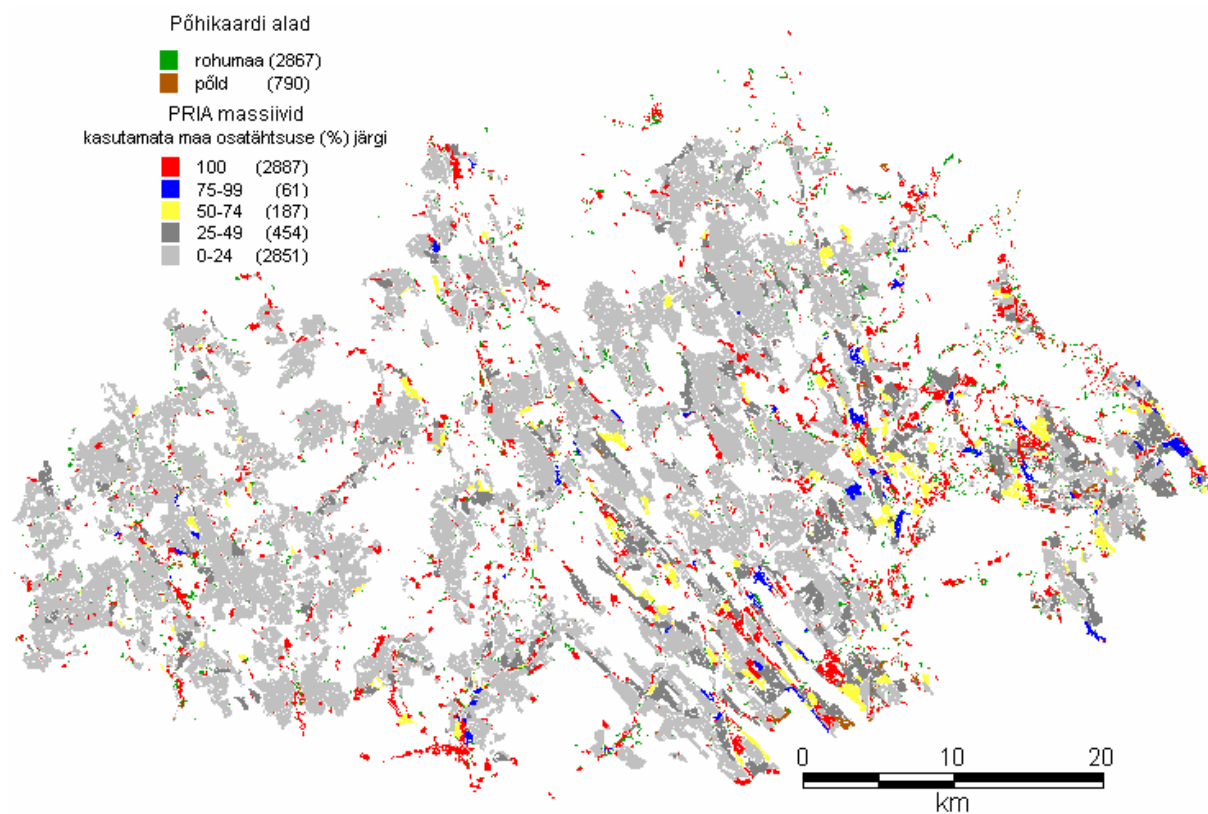 Põhikaardi alad
rohumaa (2867)
põld (790)
PRIA massiivid
kasutamata maa osatähtsuse (%) järgi
100 (2887)
75-99 (61)
50-74 (187)
25-49 (454)
0-24 (2851)
0 10 20
km